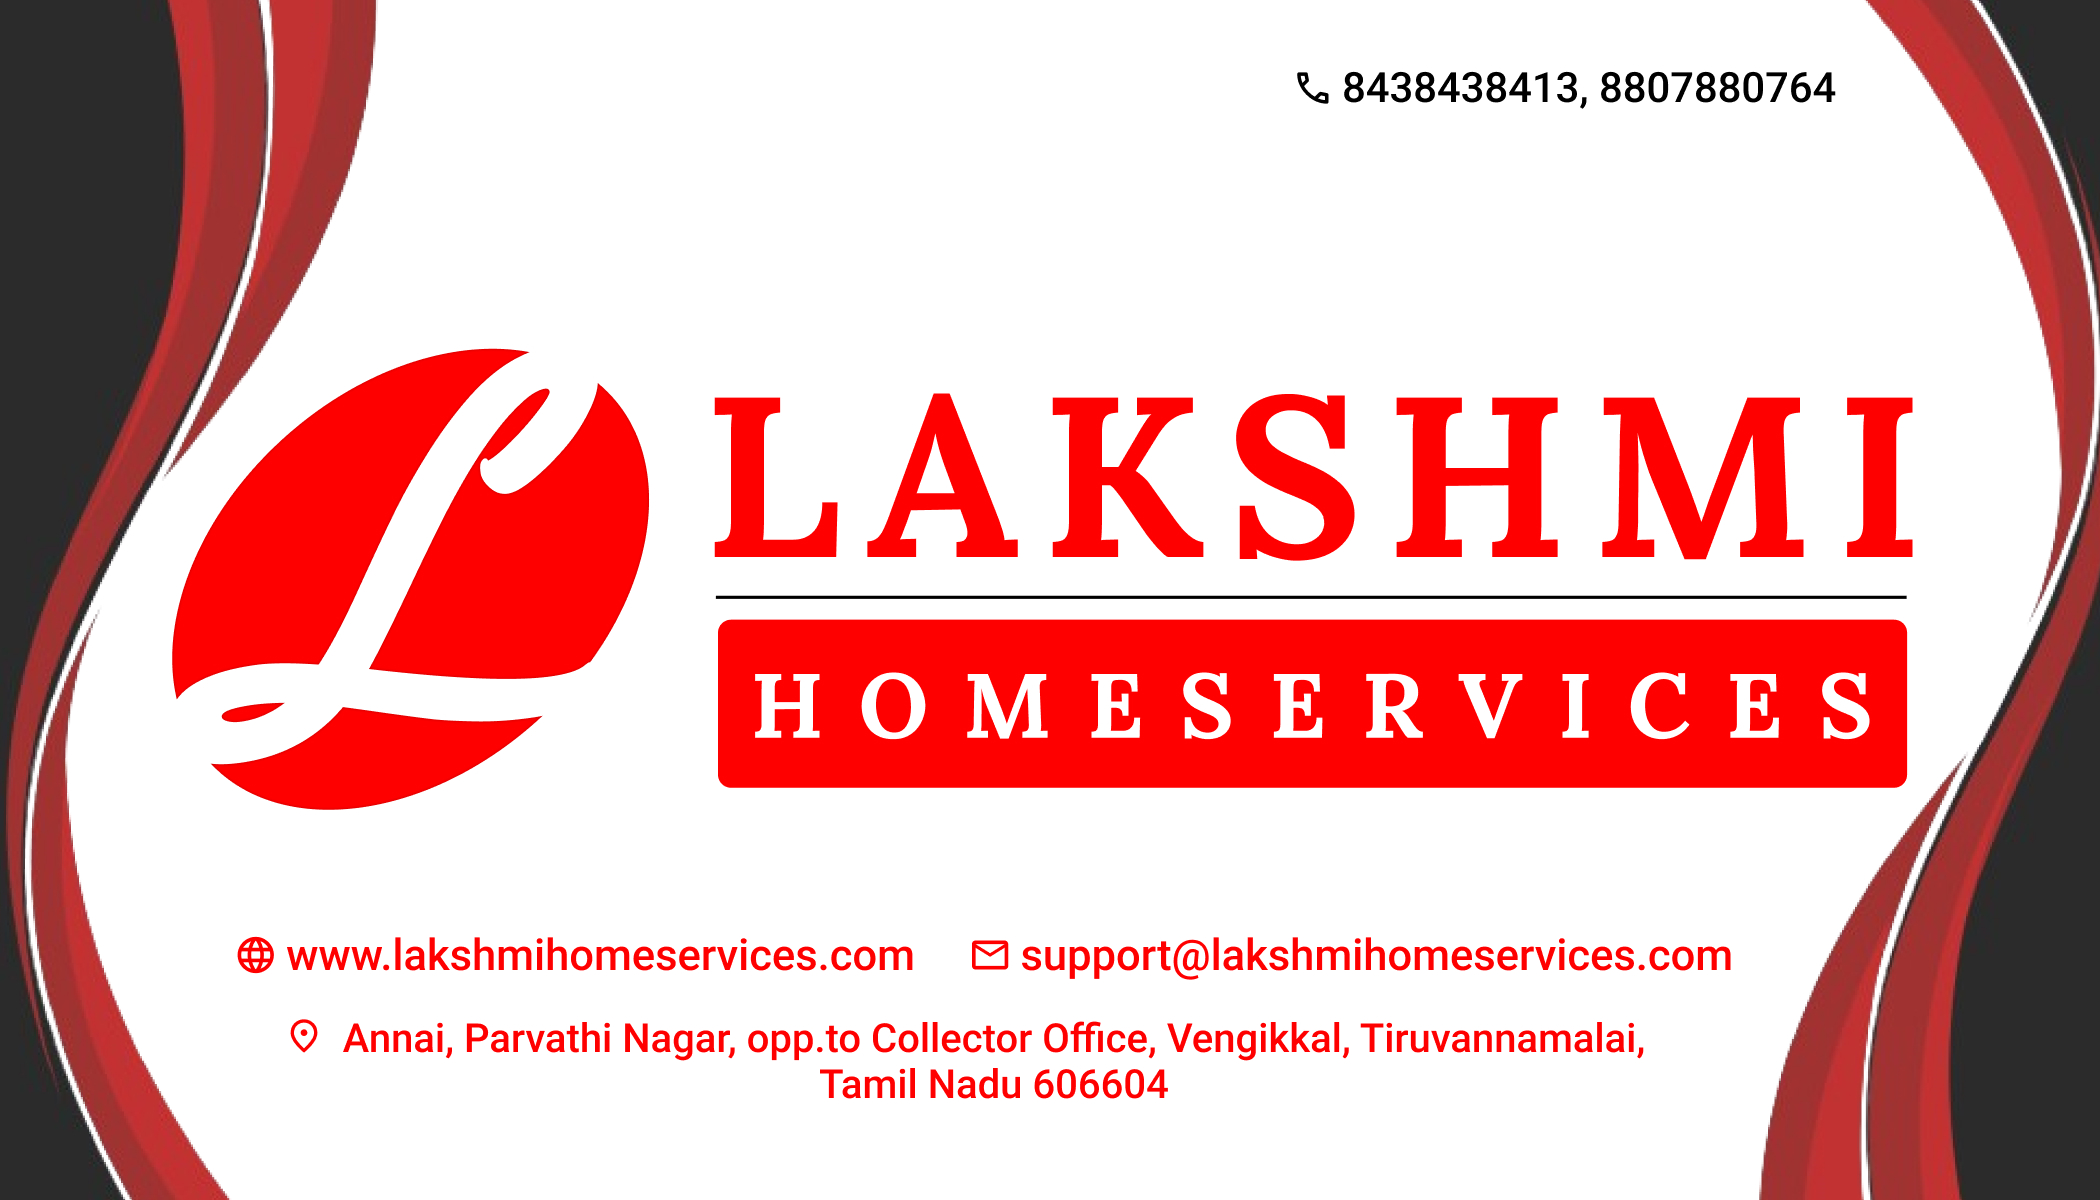 8438438413, 8807880764
L
LAKSHMI
HOMESERVICES
www.lakshmihomeservices.com support@lakshmihomeservices.com
Annai, Parvathi Nagar, opp.to Collector Office, Vengikkal, Tiruvannamalai,
Tamil Nadu 606604